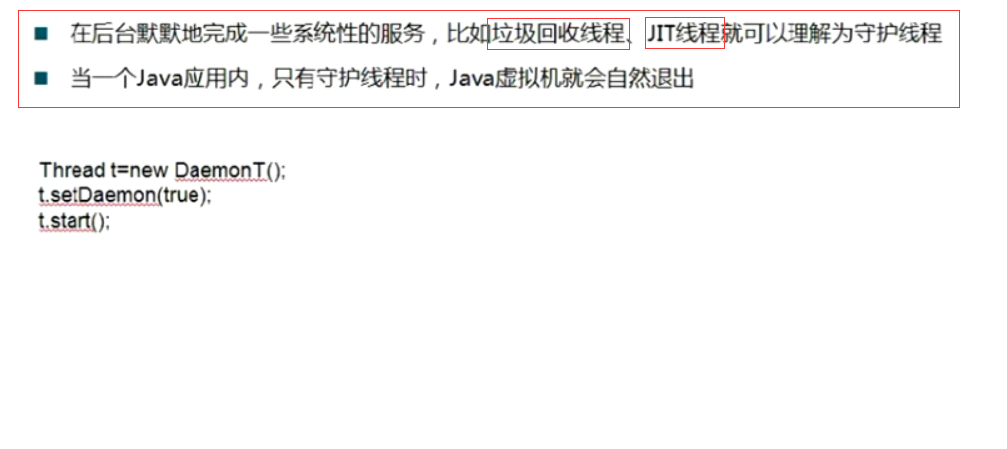 在后台默默地完成一些系统性的服务，比如垃圾回收线程、JIT线程就可以理解为守护线程
当一个Java应用内，只有守护线程时，Java虚拟机就会自然退出
Thread t=new DaemonT();
t.setDaemon(true);
t.start();